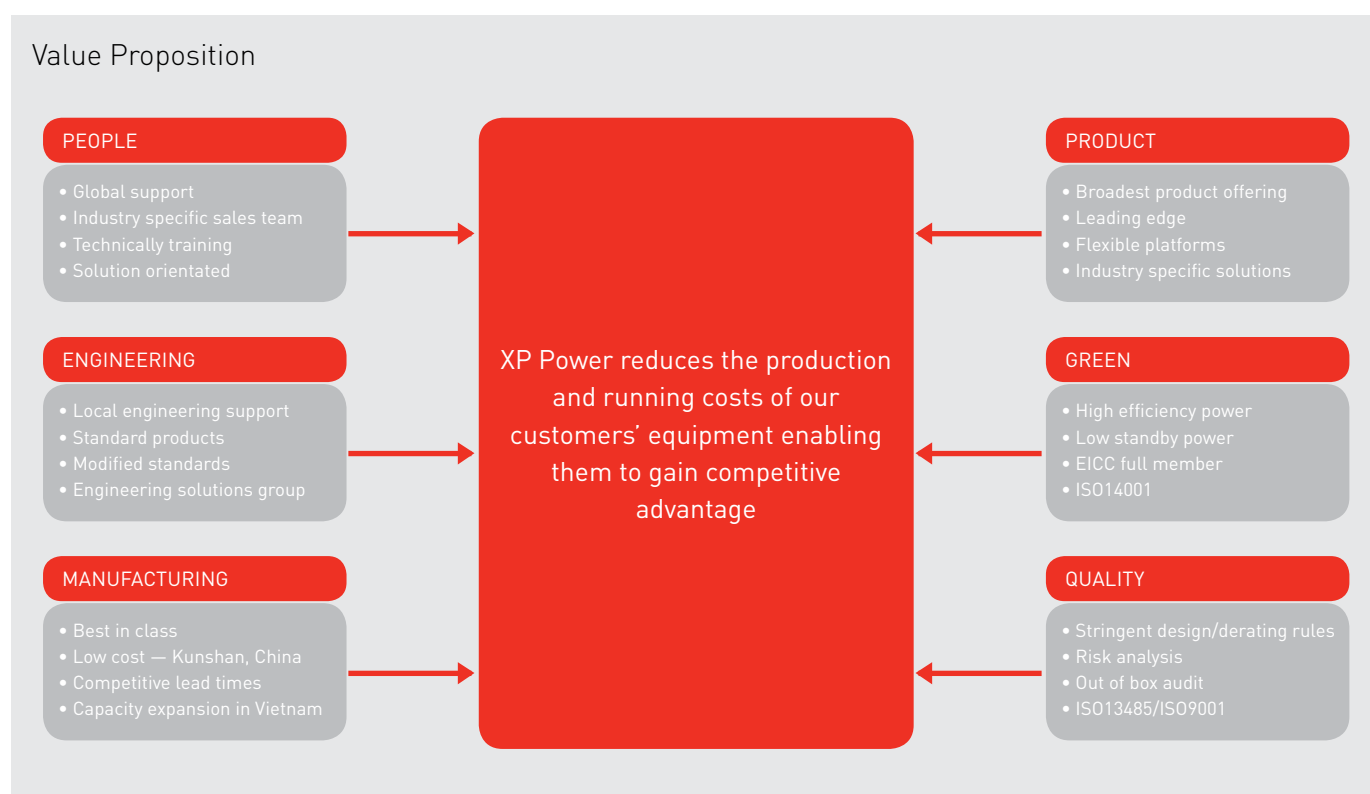 Value Proposition
PEOPLE
• Global support
• Industry specific sales team
• Technically training
• Solution orientated
ENGINEERING
• Local engineering support
• Standard products
• Modified standards
• Engineering solutions group
MANUFACTURING
• Best in class
• Low cost — Kunshan, China
• Competitive lead times
• Capacity expansion in Vietnam
XP Power reduces the production
and running costs of our
customers’ equipment enabling
them to gain competitive
advantage
PRODUCT
• Broadest product offering
• Leading edge
• Flexible platforms
• Industry specific solutions
GREEN
• High efficiency power
• Low standby power
• EICC full member
• ISO14001
QUALITY
• Stringent design/derating rules
• Risk analysis
• Out of box audit
• ISO13485/ISO9001